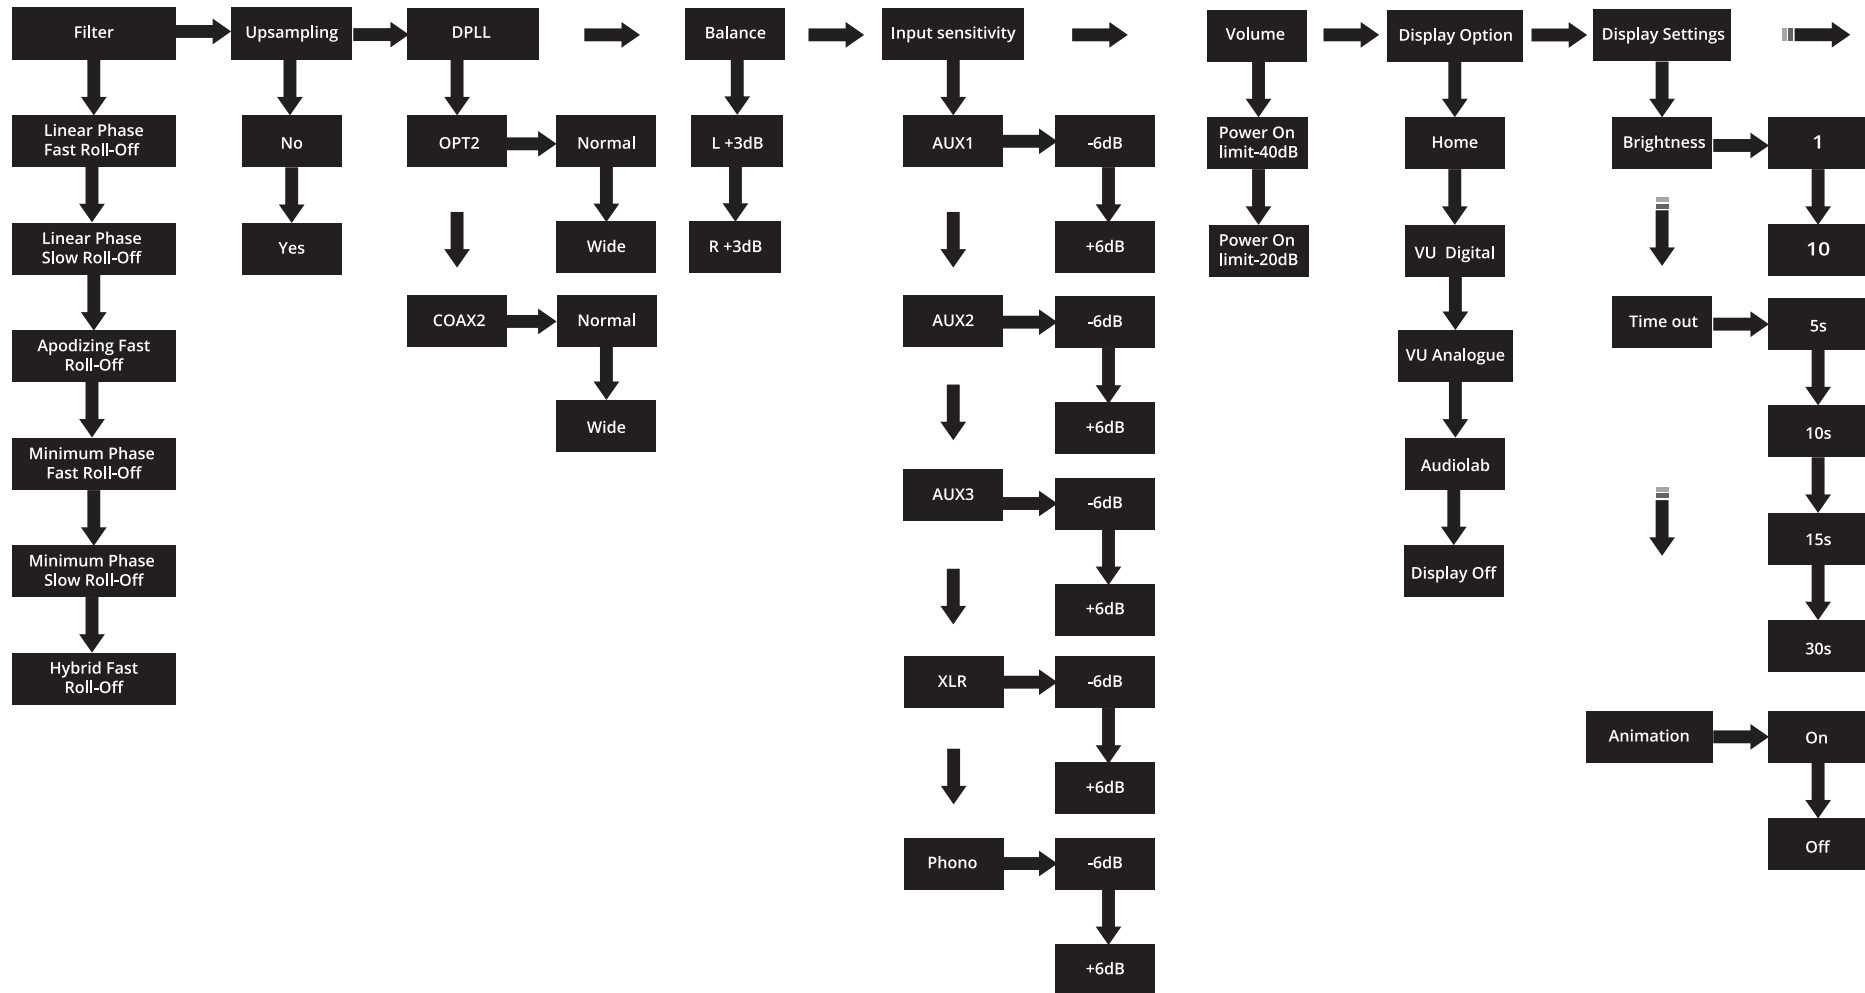 Filter
Upsampling
DPLL
Balance
Input sensitivity
Volume
Display Option
Display Settings
Linear Phase
Fast Roll-Off
Linear Phase
Slow Roll-Off
Apodizing Fast
Roll-Off
Minimum Phase
Fast Roll-Off
Minimum Phase
Slow Roll-Off
Hybrid Fast
Roll-Off
No
Yes
OPT2
Normal
Wide
COAX2
Normal
Wide
L +3dB
R +3dB
AUX1
-6dB
+6dB
AUX2
-6dB
+6dB
AUX3
-6dB
+6dB
XLR
-6dB
+6dB
Phono
-6dB
+6dB
Power On
limit-40dB
Power On
limit-20dB
Home
VU Digital
VU Analogue
Audiolab
Display Off
Brightness
1
10
Time out
5s
10s
15s
30s
Animation
On
Off